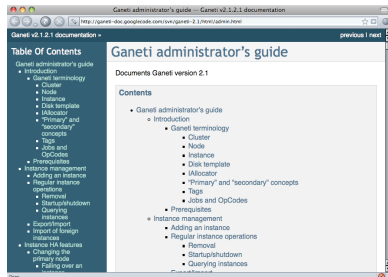 Ganeti administrator's guide — Ganeti v2.1.2.1 documentation
http://ganeti-doc.googlecode.com/svn/ganeti-2.1/html/admin.html
Ganeti v2.1.2.1 documentation »
previous | next
Table Of Contents
Ganeti administrator's guide
Introduction
Ganeti terminology
Cluster
Node
Instance
Disk template
IAllocator
"Primary" and
"secondary"
concepts
Tags
Jobs and
OpCodes
Prerequisites
Instance management
Adding an instance
Regular instance
operations
Removal
Startup/shutdown
Querying
instances
Export/Import
Import of foreign
instances
Instance HA features
Changing the
primary node
Failing over an
instance
Ganeti administrator's guide
Documents Ganeti version 2.1
Contents
Ganeti administrator's guide
Introduction
Ganeti terminology
Cluster
Node
Instance
Disk template
IAllocator
"Primary" and "secondary" concepts
Tags
Jobs and OpCodes
Prerequisites
Instance management
Adding an instance
Regular instance operations
Removal
Startup/shutdown
Querying instances
Export/Import